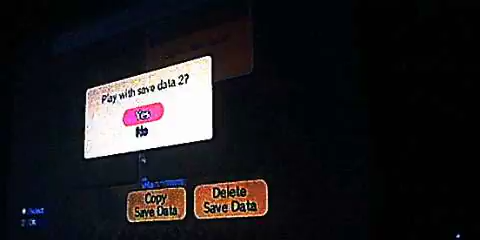 Play with save data 2?
Yes
No
Copy
Save Data
Delete
Save Data